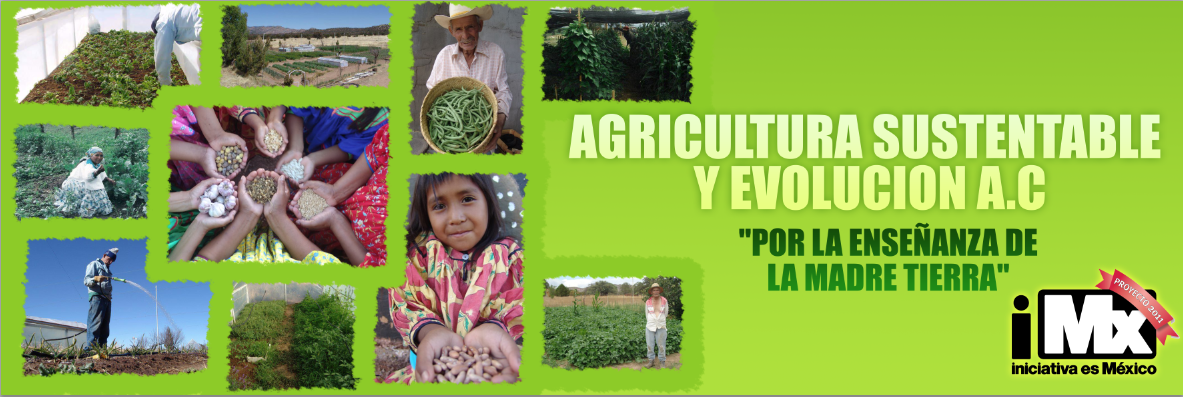 AGRICULTURA SUSTENTABLE
Y EVOLUCION A.C
"POR LA ENSEÑANZA DE
LA MADRE TIERRA"
PROYECTO 2011
iMx
iniciativa es México